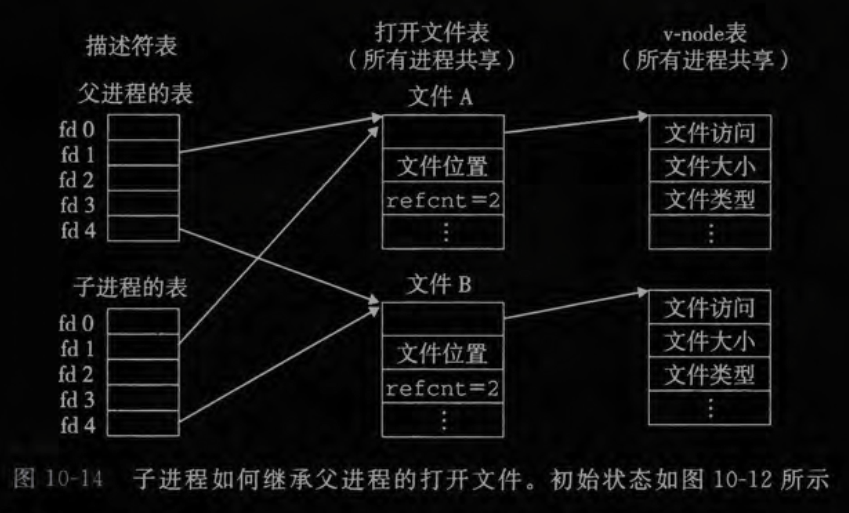 描述符表
打开文件表
(所有进程共享)
v-node表
(所有进程共享)
父进程的表
fd 0
fd 1
fd 2
fd 3
fd 4
文件 A
文件位置
refcnt=2
⋮
文件访问
文件大小
文件类型
⋮
子进程的表
fd 0
fd 1
fd 2
fd 3
fd 4
文件 B
文件位置
refcnt=2
⋮
文件访问
文件大小
文件类型
⋮
图 10-14 子进程如何继承父进程的打开文件。初始状态如图 10-12 所示